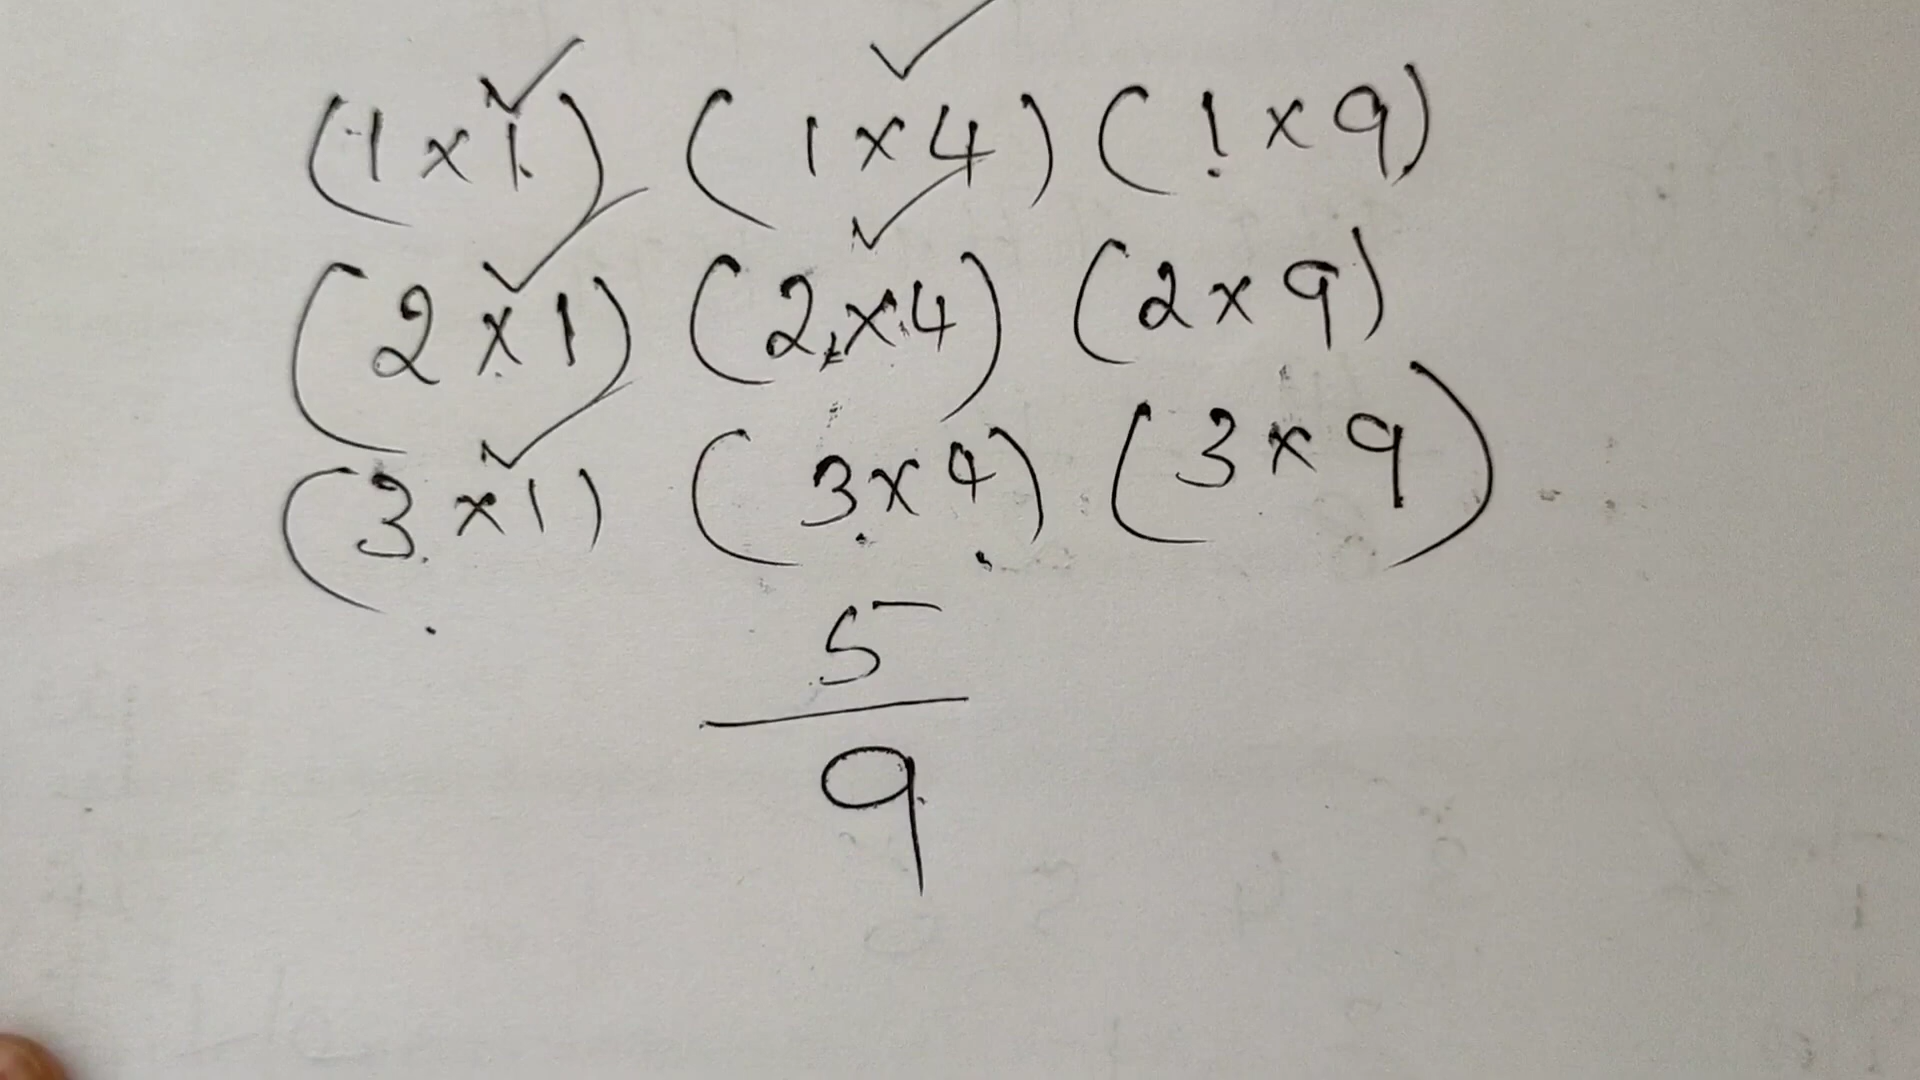 (1 x 1) (1 x 4) (1 x 9)
(2 x 1) (2 x 4) (2 x 9)
(3 x 1) (3 x 4) (3 x 9)
5
9